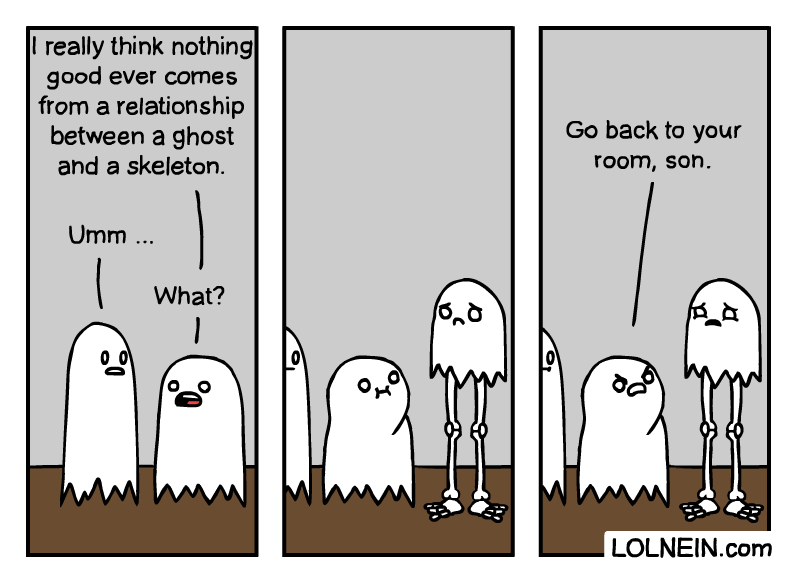 I really think nothing
good ever comes
from a relationship
between a ghost
and a skeleton.
Umm ...
What?
Go back to your
room, son.
LOLNEIN.com